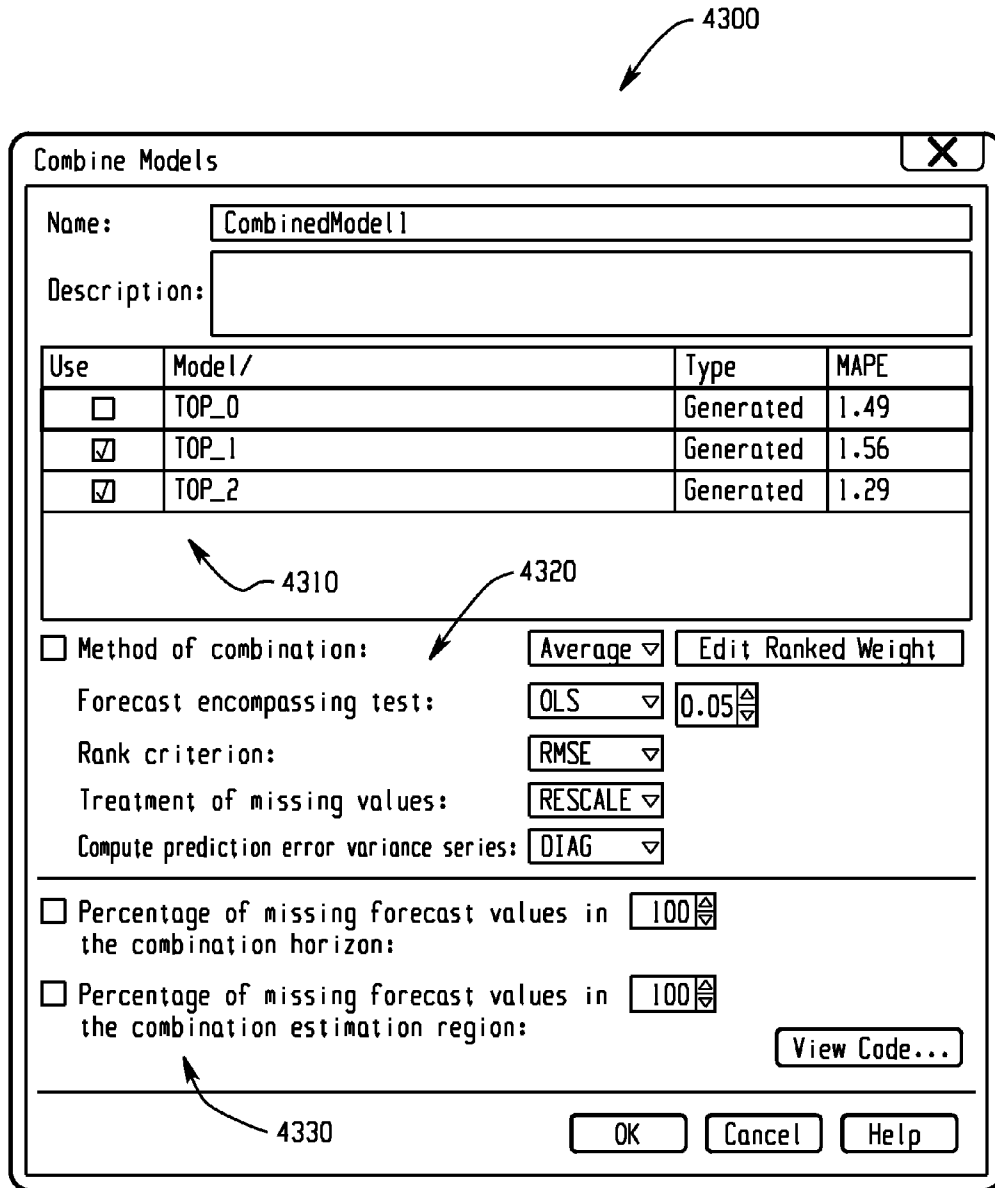 4300
Combine Models
Name: CombinedModel1
Description:
Use Model/ Type MAPE
TOP_0 Generated 1.49
TOP_1 Generated 1.56
TOP_2 Generated 1.29
4310
4320
Method of combination: Average Edit Ranked Weight
Forecast encompassing test: OLS 0.05
Rank criterion: RMSE
Treatment of missing values: RESCALE
Compute prediction error variance series: DIAG
Percentage of missing forecast values in 100
the combination horizon:
Percentage of missing forecast values in 100
the combination estimation region:
View Code...
4330
OK Cancel Help